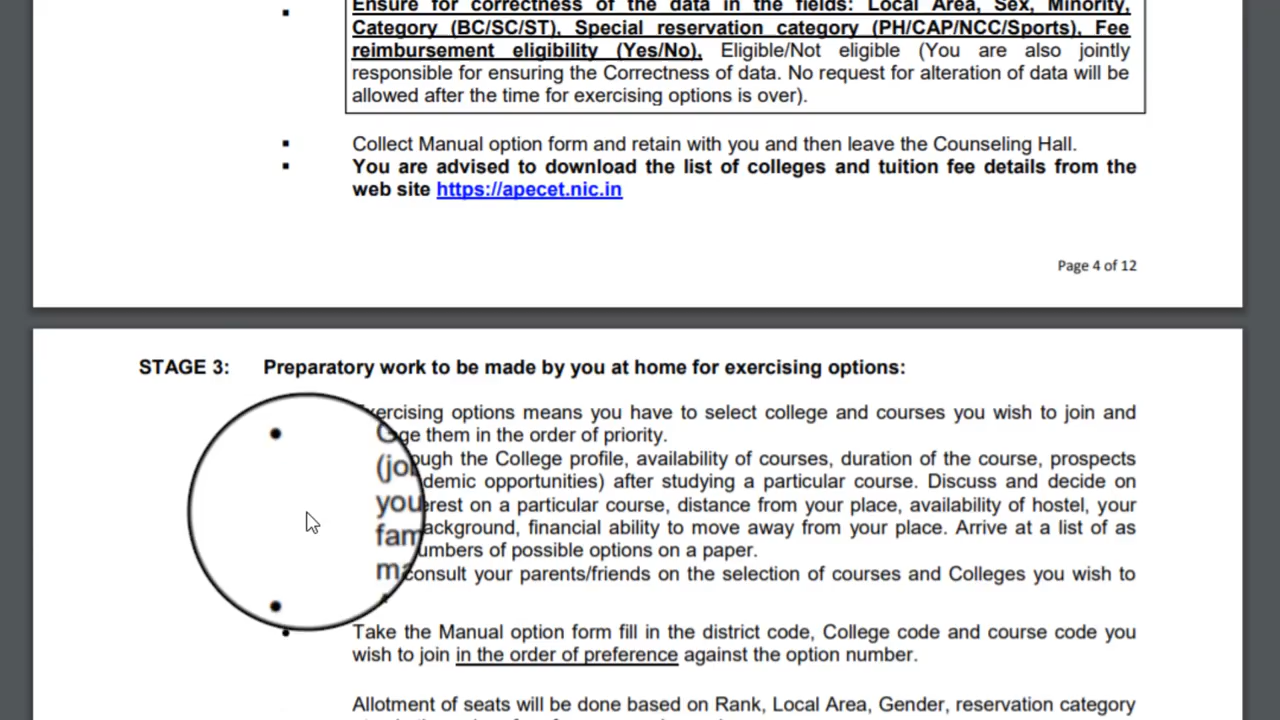 Ensure for correctness of the data in the fields: Local Area, Sex, Minority,
Category (BC/SC/ST), Special reservation category (PH/CAP/NCC/Sports), Fee
reimbursement eligibility (Yes/No), Eligible/Not eligible (You are also jointly
responsible for ensuring the Correctness of data. No request for alteration of data will be
allowed after the time for exercising options is over).
Collect Manual option form and retain with you and then leave the Counseling Hall.
You are advised to download the list of colleges and tuition fee details from the
web site https://apecet.nic.in
Page 4 of 12
STAGE 3: Preparatory work to be made by you at home for exercising options:
Exercising options means you have to select college and courses you wish to join and
them in the order of priority.
the College profile, availability of courses, duration of the course, prospects
opportunities) after studying a particular course. Discuss and decide on
you on a particular course, distance from your place, availability of hostel, your
financial ability to move away from your place. Arrive at a list of as
of possible options on a paper.
consult your parents/friends on the selection of courses and Colleges you wish to
Take the Manual option form fill in the district code, College code and course code you
wish to join in the order of preference against the option number.
Allotment of seats will be done based on Rank, Local Area, Gender, reservation category